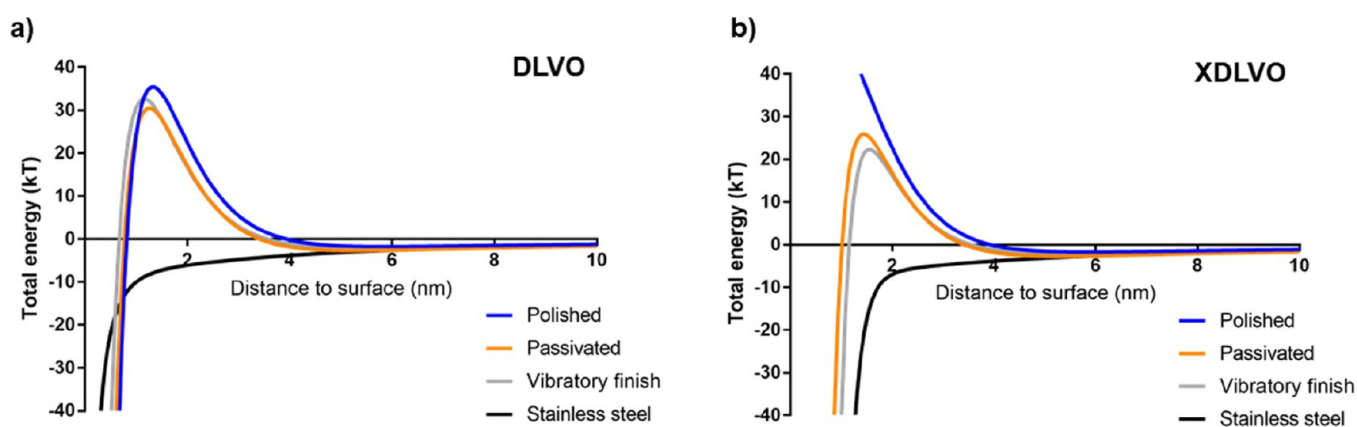 a)
DLVO
Total energy (kT)
40
30
20
10
0
-10
-20
-30
-40
2
4
6
8
10
Distance to surface (nm)
Polished
Passivated
Vibratory finish
Stainless steel
b)
XDLVO
Total energy (kT)
40
30
20
10
0
-10
-20
-30
-40
2
4
6
8
10
Distance to surface (nm)
Polished
Passivated
Vibratory finish
Stainless steel